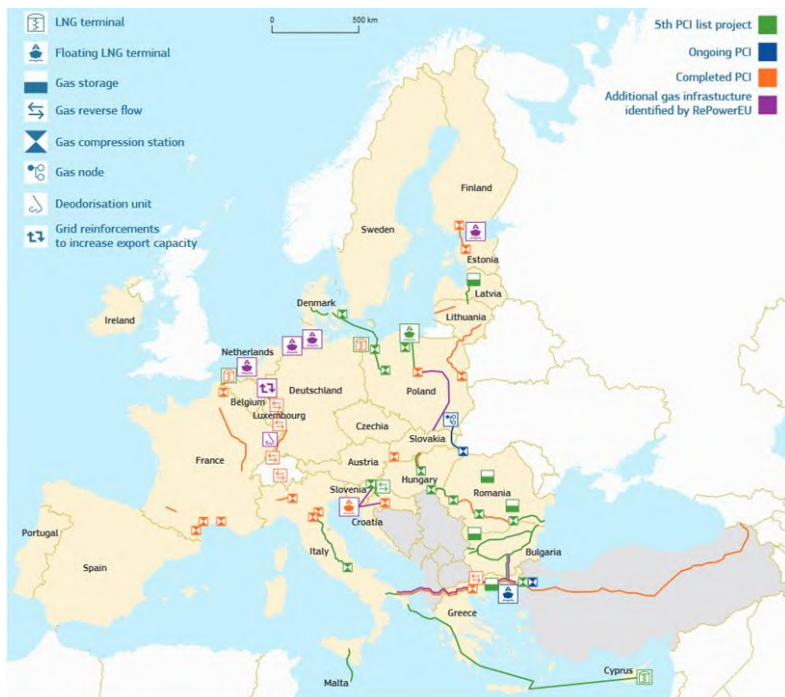 LNG terminal
Floating LNG terminal
Gas storage
Gas reverse flow
Gas compression station
Gas node
Deodorisation unit
Grid reinforcements
to increase export capacity
0 500 km
5th PCI list project
Ongoing PCI
Completed PCI
Additional gas infrastucture
identified by RePowerEU
Finland
Sweden
Estonia
Latvia
Denmark
Lithuania
Ireland
Netherlands
Deutschland
Poland
Belgium
Luxembourg
Czechia
Slovakia
France
Austria
Hungary
Slovenia
Romania
Croatia
Portugal
Spain
Italy
Bulgaria
Greece
Cyprus
Malta